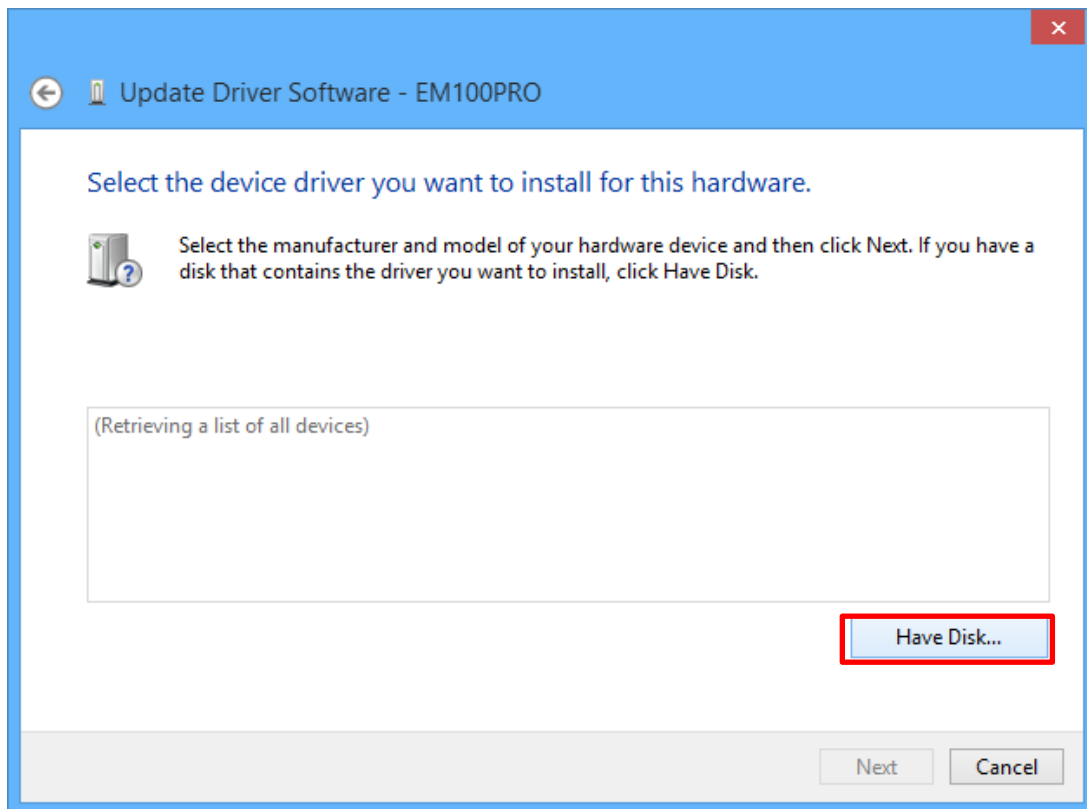 Update Driver Software - EM100PRO
Select the device driver you want to install for this hardware.
Select the manufacturer and model of your hardware device and then click Next. If you have a
disk that contains the driver you want to install, click Have Disk.
(Retrieving a list of all devices)
Have Disk...
Next
Cancel